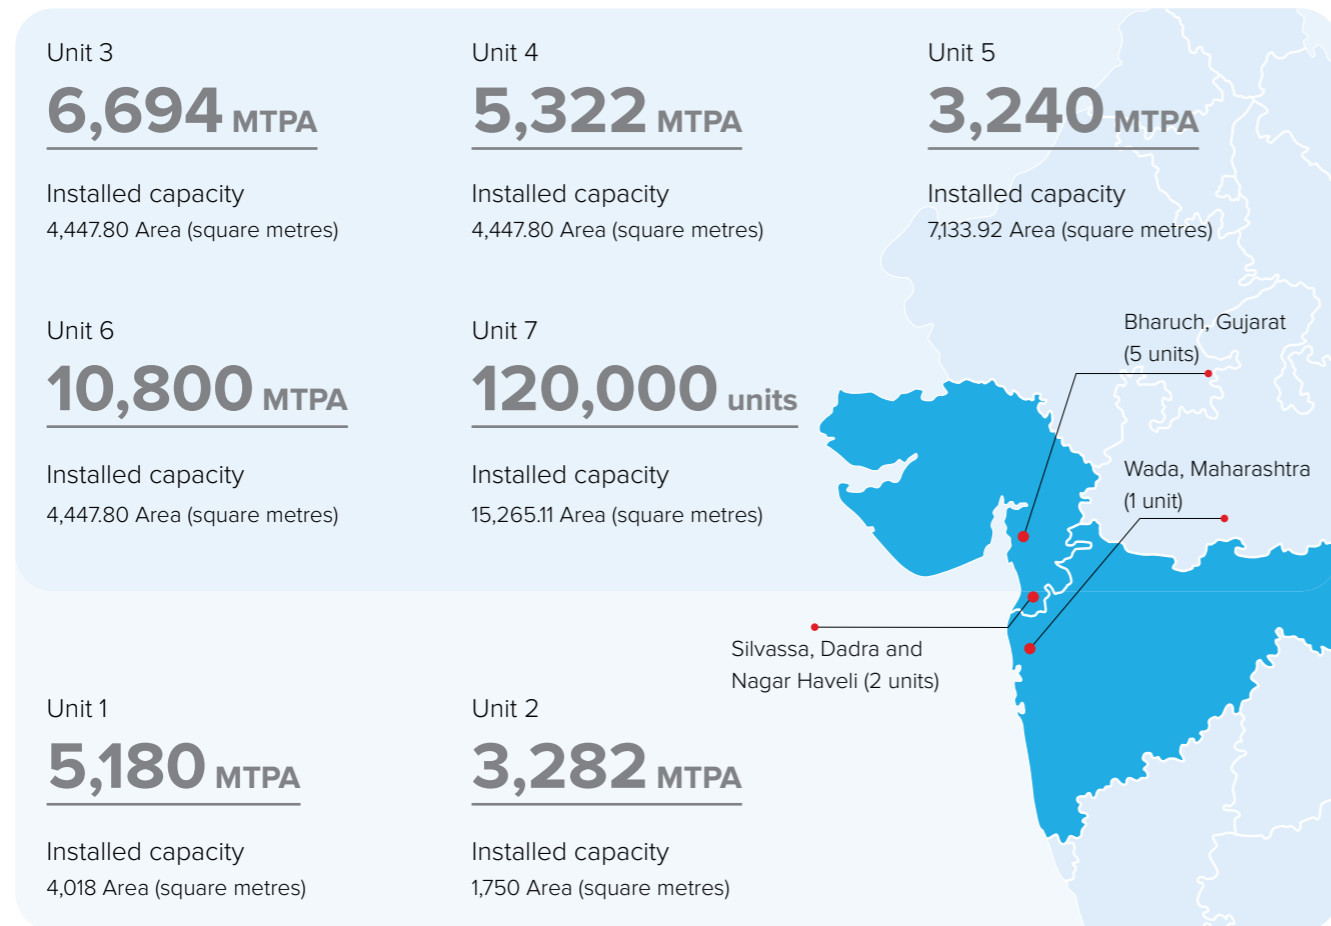 Unit 3
6,694 MTPA
Installed capacity
4,447.80 Area (square metres)
Unit 4
5,322 MTPA
Installed capacity
4,447.80 Area (square metres)
Unit 5
3,240 MTPA
Installed capacity
7,133.92 Area (square metres)
Unit 6
10,800 MTPA
Installed capacity
4,447.80 Area (square metres)
Unit 7
120,000 units
Installed capacity
15,265.11 Area (square metres)
Bharuch, Gujarat
(5 units)
Wada, Maharashtra
(1 unit)
Silvassa, Dadra and
Nagar Haveli (2 units)
Unit 1
5,180 MTPA
Installed capacity
4,018 Area (square metres)
Unit 2
3,282 MTPA
Installed capacity
1,750 Area (square metres)